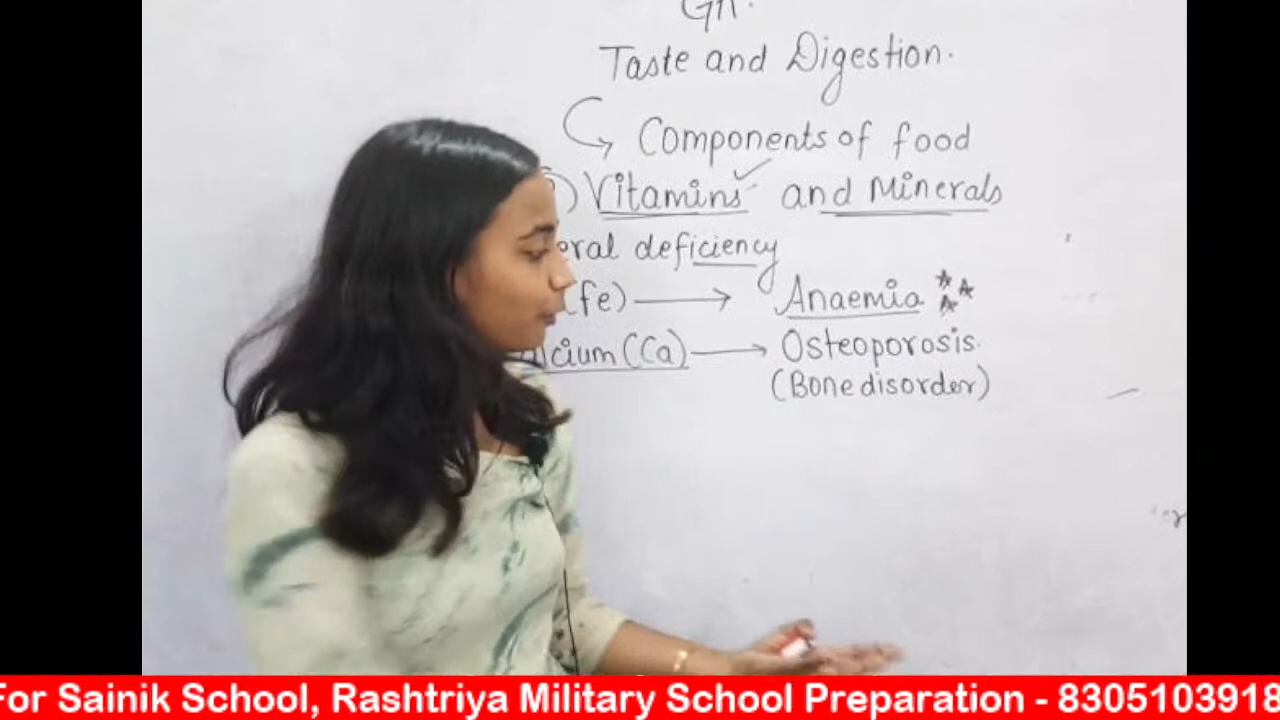 Taste and Digestion.
Components of food
) Vitamins and Minerals
eral deficiency
(fe) → Anaemia
alcium (Ca) → Osteoporosis.
(Bone disorder)
For Sainik School, Rashtriya Military School Preparation - 8305103918